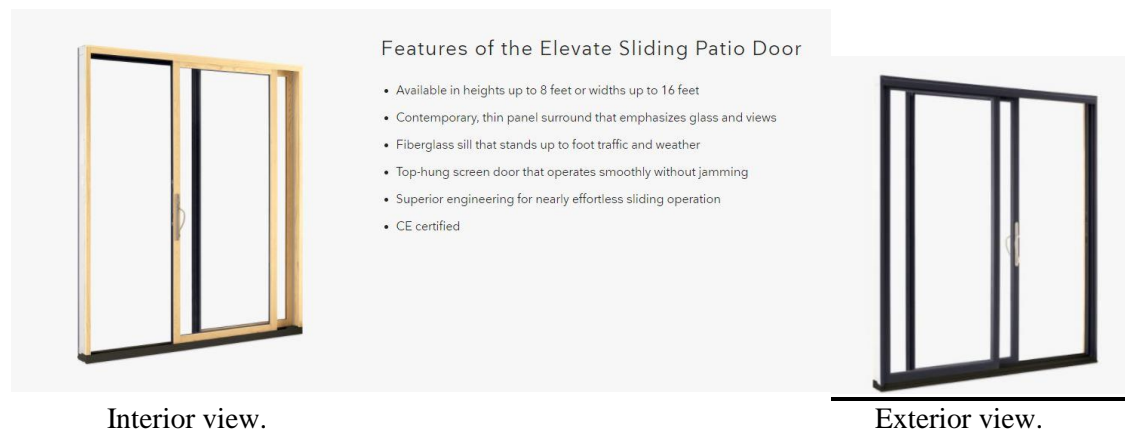 Features of the Elevate Sliding Patio Door
• Available in heights up to 8 feet or widths up to 16 feet
• Contemporary, thin panel surround that emphasizes glass and views
• Fiberglass sill that stands up to foot traffic and weather
• Top-hung screen door that operates smoothly without jamming
• Superior engineering for nearly effortless sliding operation
• CE certified
Interior view.
Exterior view.